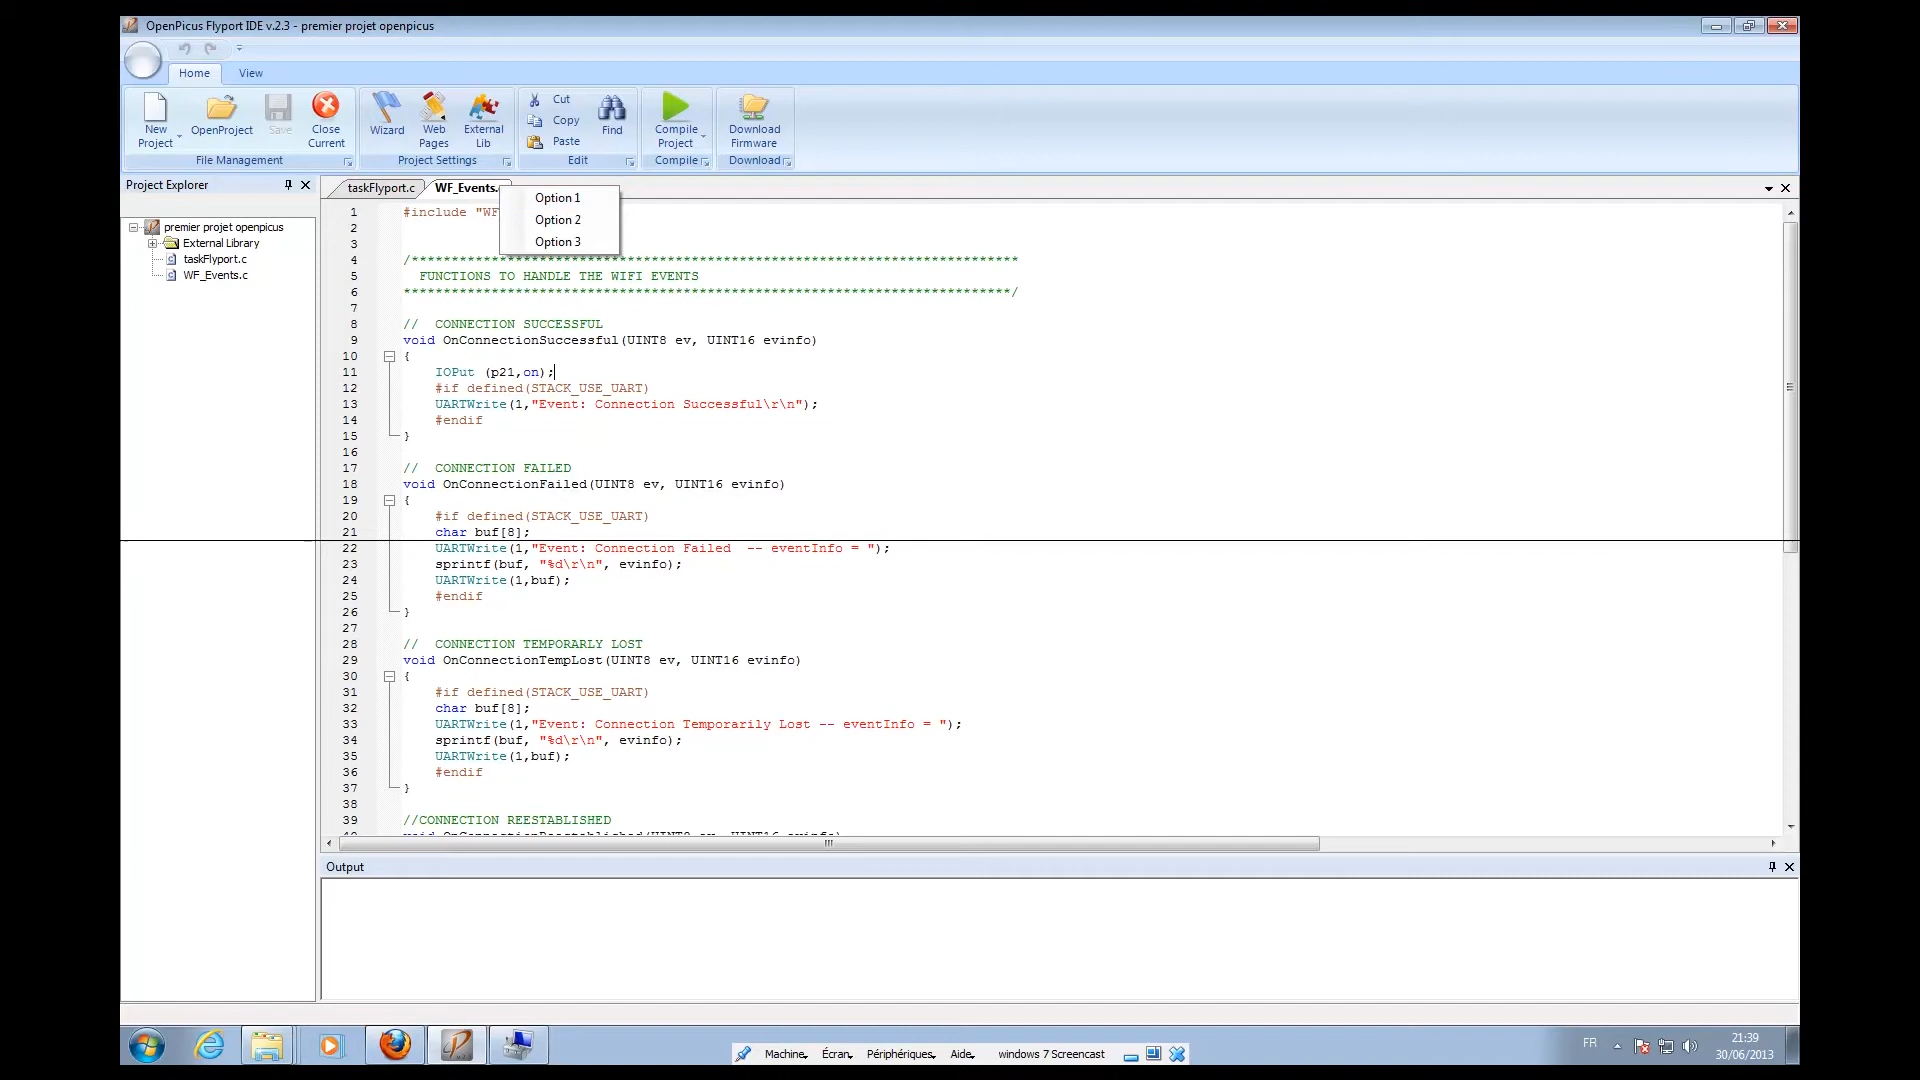 OpenPicus Flyport IDE v.2.3 - premier projet openpicus
Home View
New Project
OpenProject
Save
Close Current
File Management
Wizard
Web Pages
External Lib
Project Settings
Cut
Copy
Paste
Find
Edit
Compile Project
Compile
Download Firmware
Download
Project Explorer
premier projet openpicus
External Library
taskFlyport.c
WF_Events.c
taskFlyport.c WF_Events.
Option 1
Option 2
Option 3
1 #include "WF
2
3
4 /****************************************************************************
5 FUNCTIONS TO HANDLE THE WIFI EVENTS
6 ****************************************************************************/
7
8 // CONNECTION SUCCESSFUL
9 void OnConnectionSuccessful(UINT8 ev, UINT16 evinfo)
10 {
11 IOPut (p21,on);
12 #if defined(STACK_USE_UART)
13 UARTWrite(1,"Event: Connection Successful\r\n");
14 #endif
15 }
16
17 // CONNECTION FAILED
18 void OnConnectionFailed(UINT8 ev, UINT16 evinfo)
19 {
20 #if defined(STACK_USE_UART)
21 char buf[8];
22 UARTWrite(1,"Event: Connection Failed -- eventInfo = ");
23 sprintf(buf, "%d\r\n", evinfo);
24 UARTWrite(1,buf);
25 #endif
26 }
27
28 // CONNECTION TEMPORARLY LOST
29 void OnConnectionTempLost(UINT8 ev, UINT16 evinfo)
30 {
31 #if defined(STACK_USE_UART)
32 char buf[8];
33 UARTWrite(1,"Event: Connection Temporarily Lost -- eventInfo = ");
34 sprintf(buf, "%d\r\n", evinfo);
35 UARTWrite(1,buf);
36 #endif
37 }
38
39 //CONNECTION REESTABLISHED
Output
Machine Écran Périphériques Aide windows 7 Screencast
FR
21:39
30/06/2013